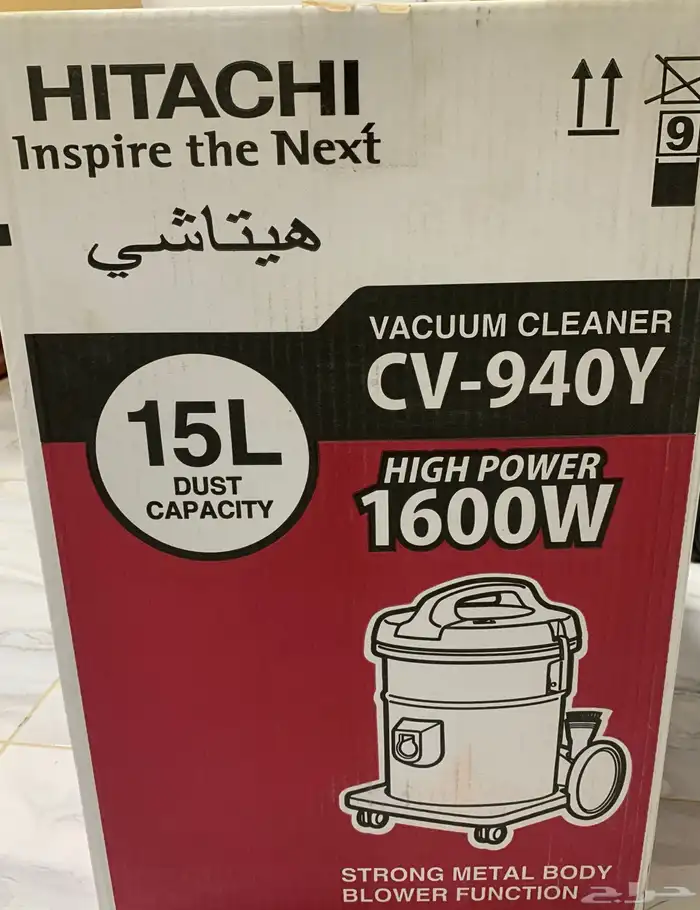 HITACHI
Inspire the Next
هيتاشي
9
VACUUM CLEANER
CV-940Y
15L
DUST
CAPACITY
HIGH POWER
1600W
STRONG METAL BODY
BLOWER FUNCTION
حراج